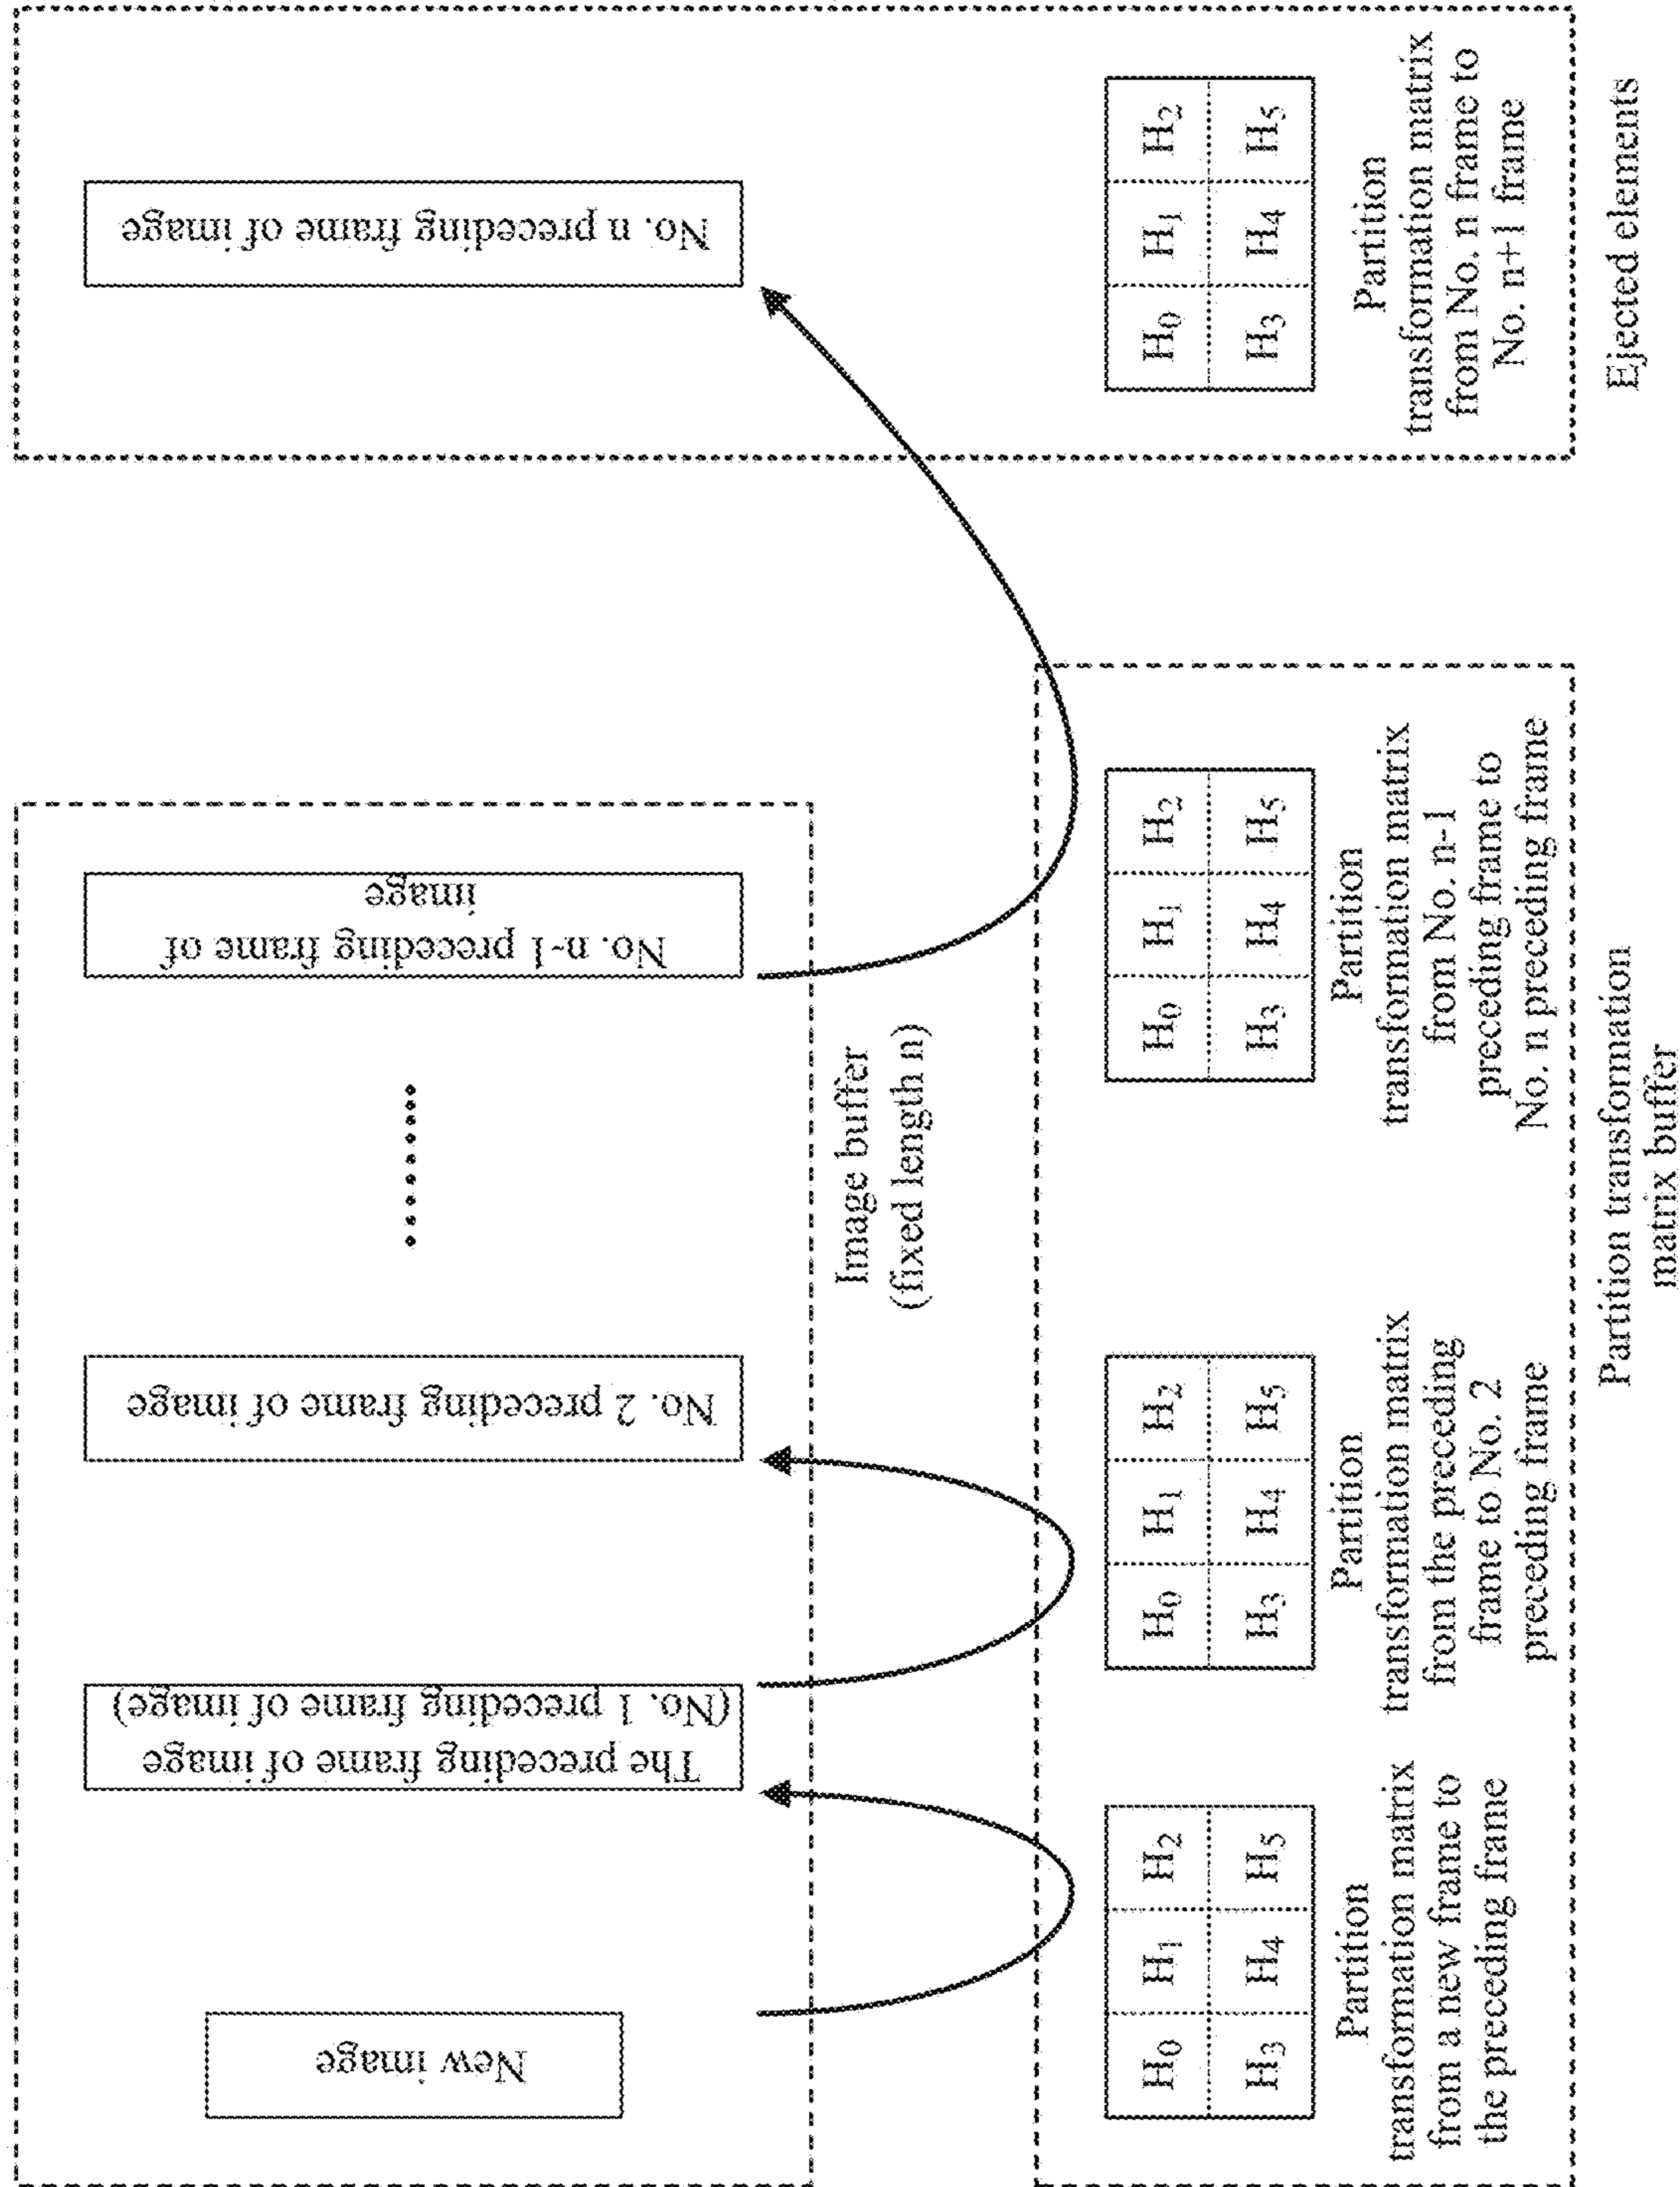 New image
The preceding frame of image
(No. 1 preceding frame of image)
No. 2 preceding frame of image
.......
No. n-1 preceding frame of
image
No. n preceding frame of image
Image buffer
(fixed length n)
H₀ H₁ H₂
H₃ H₄ H₅
Partition
transformation matrix
from a new frame to
the preceding frame
H₀ H₁ H₂
H₃ H₄ H₅
Partition
transformation matrix
from the preceding
frame to No. 2
preceding frame
H₀ H₁ H₂
H₃ H₄ H₅
Partition
transformation matrix
from No. n-1
preceding frame to
No. n preceding frame
H₀ H₁ H₂
H₃ H₄ H₅
Partition
transformation matrix
from No. n frame to
No. n+1 frame
Partition transformation
matrix buffer
Ejected elements